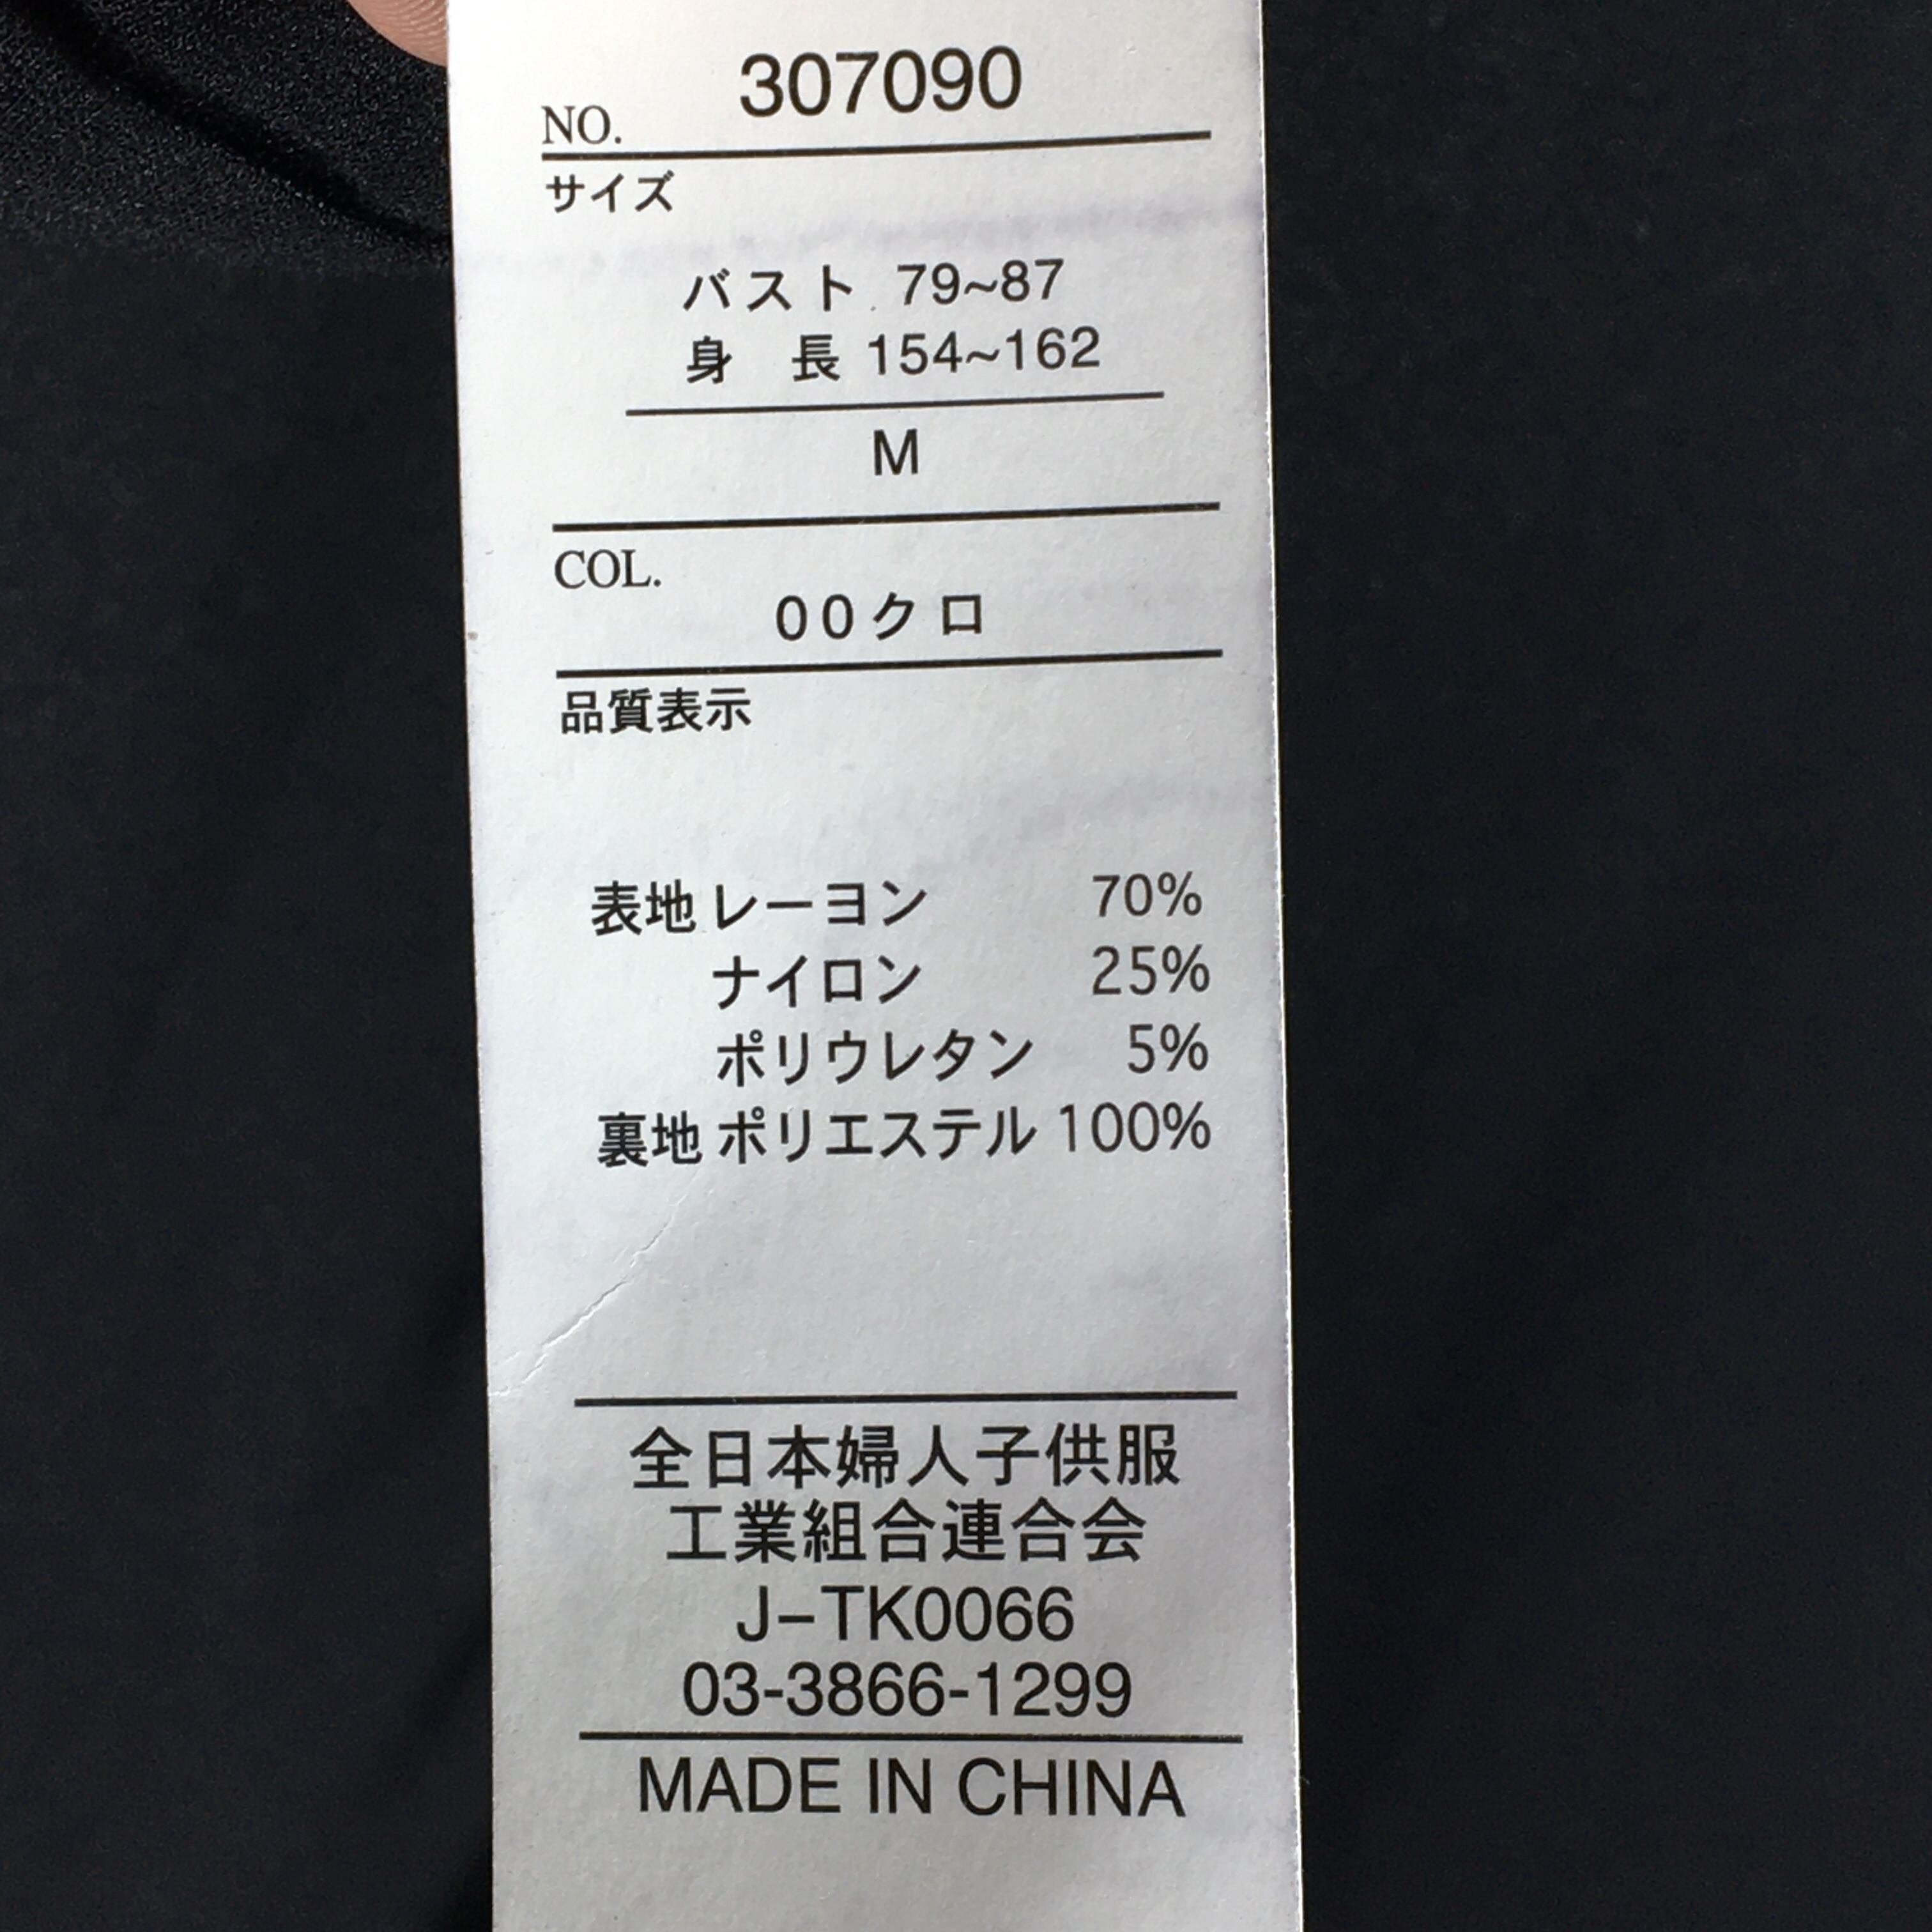 307090
NO.
サイズ
バスト 79~87
身 長 154~162
M
COL.
00クロ
品質表示
表地 レーヨン 70%
ナイロン 25%
ポリウレタン 5%
裏地 ポリエステル 100%
全日本婦人子供服
工業組合連合会
J-TK0066
03-3866-1299
MADE IN CHINA